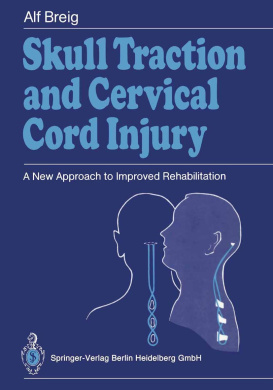 Alf Breig
Skull Traction
and Cervical
Cord Injury
A New Approach to Improved Rehabilitation
Springer-Verlag Berlin Heidelberg GmbH